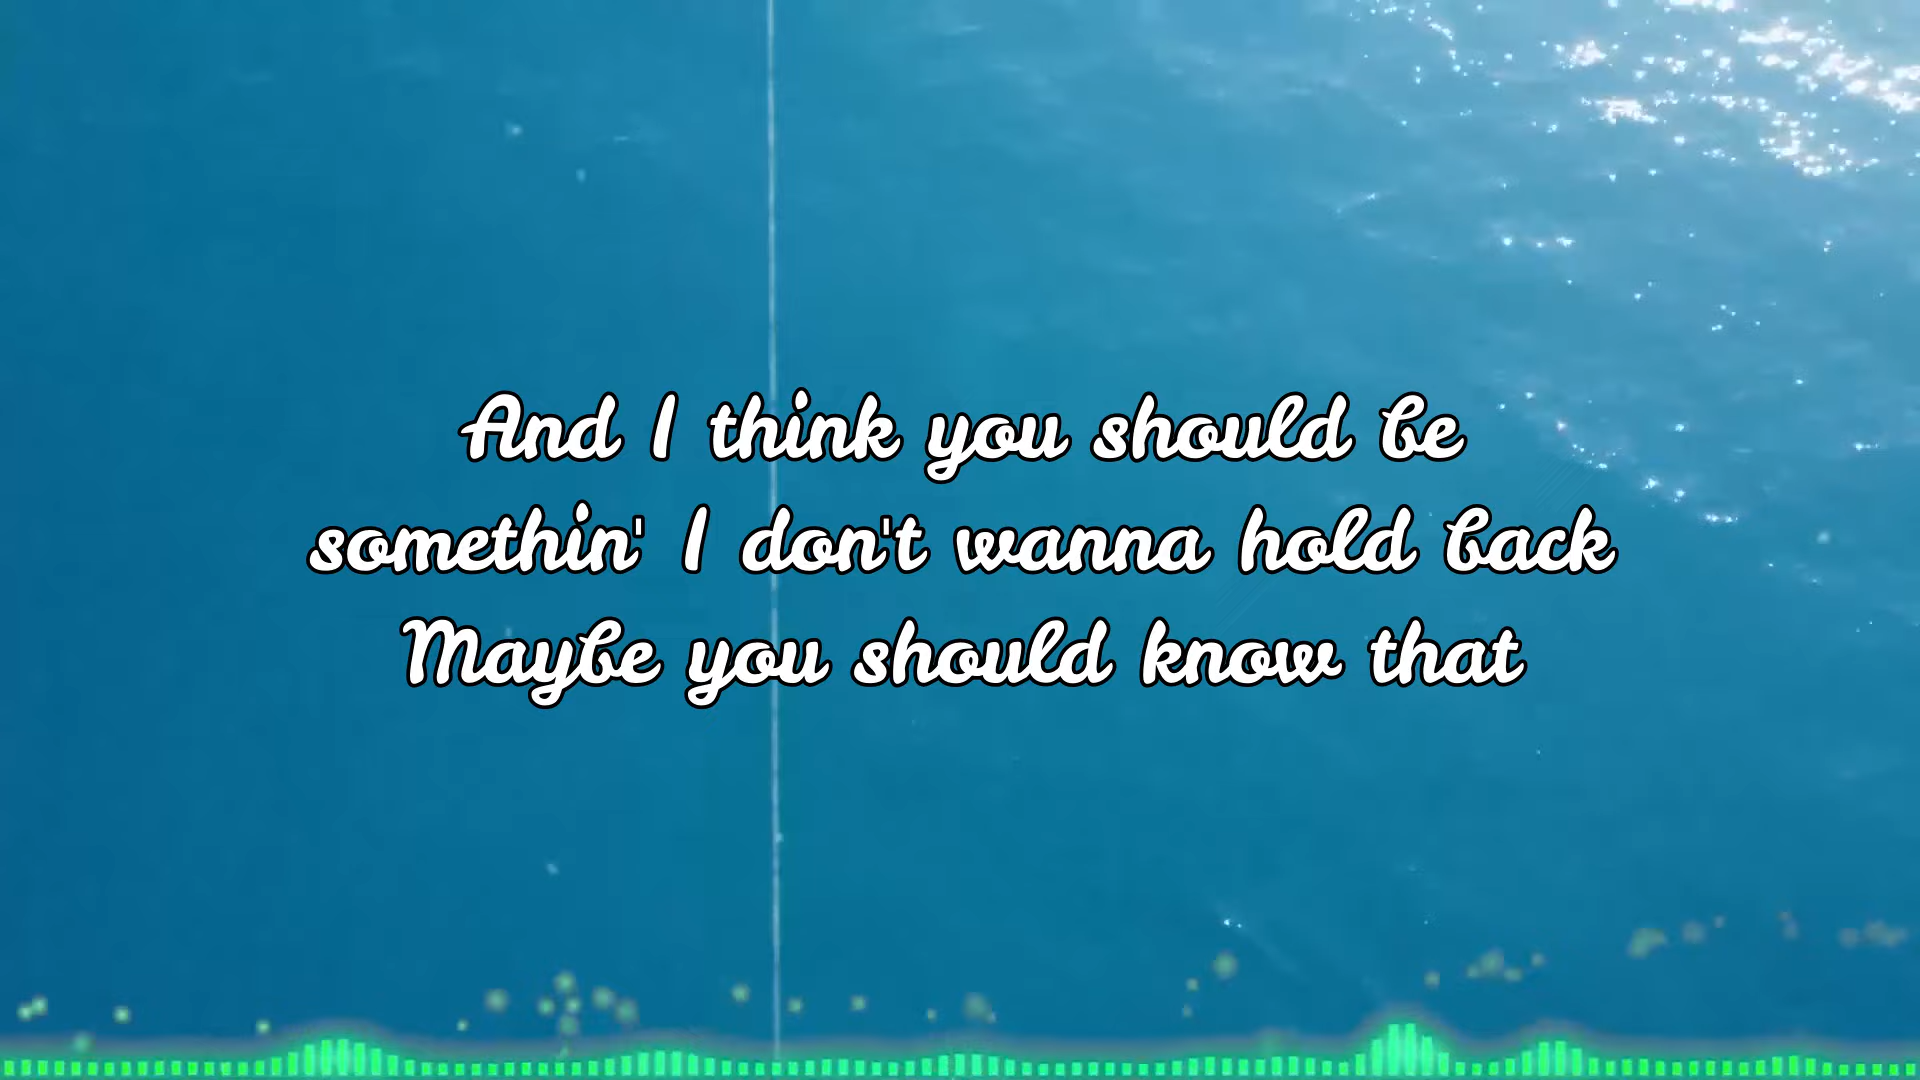 And I think you should be
somethin' I don't wanna hold back
Maybe you should know that